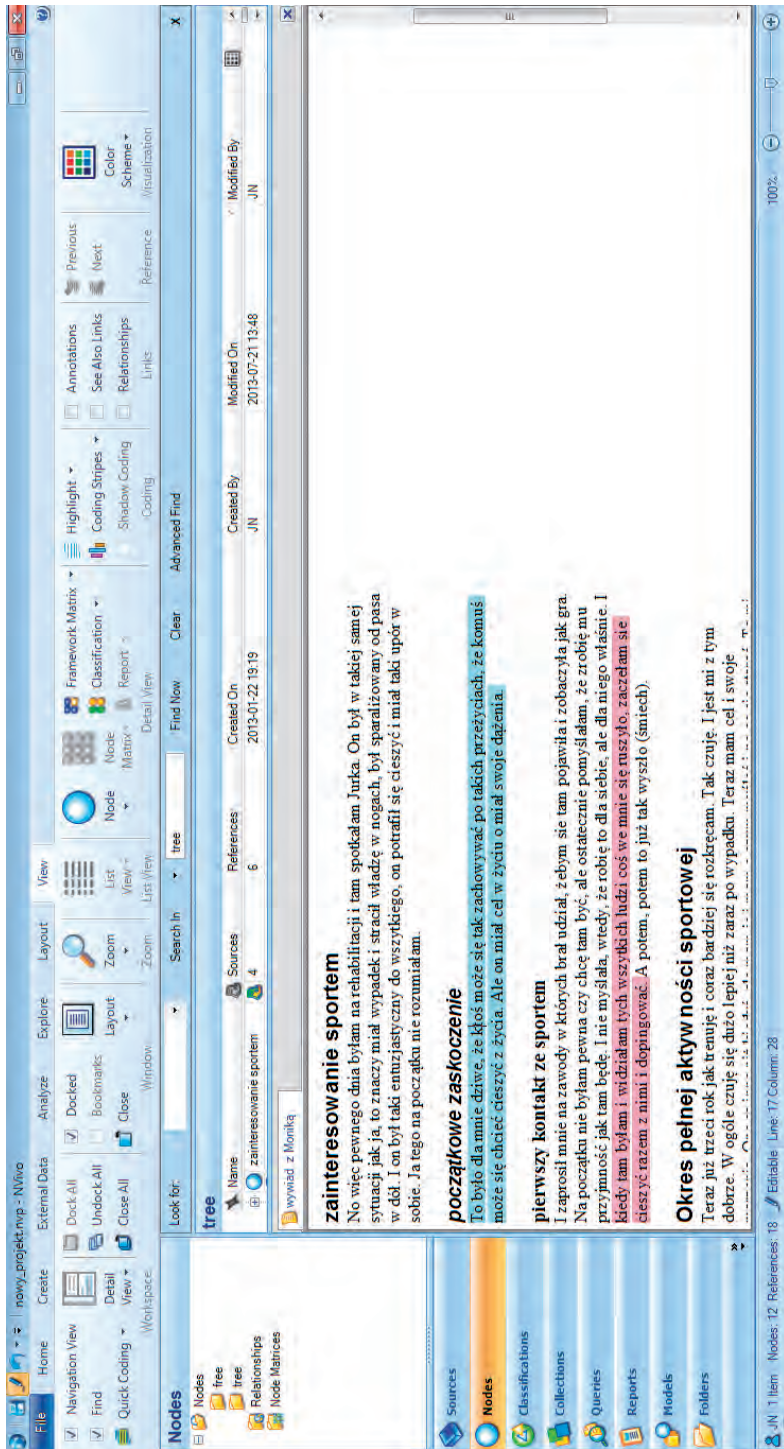 nowy_projekt.nvp - NVivo
File Home Create External Data Analyze Explore Layout View
Navigation View
Find
Quick Coding
Detail View
Dock All
Undock All
Close All
Workspace
Docked
Bookmarks
Close
Layout
Window
Zoom
Zoom
List View
List View
Node
Node Matrix
Framework Matrix
Classification
Report
Detail View
Highlight
Coding Stripes
Shadow Coding
Coding
Annotations
See Also Links
Relationships
Links
Previous
Next
Reference
Color Scheme
Visualization
Nodes
Nodes
free
tree
Relationships
Node Matrices
Sources
Nodes
Classifications
Collections
Queries
Reports
Models
Folders
Look for: Search In tree Find Now Clear Advanced Find
tree
Name Sources References Created On Created By Modified On Modified By
zainteresowanie sportem 4 6 2013-01-22 19:19 JN 2013-07-21 13:48 JN
wywiad z Moniką
zainteresowanie sportem
No więc pewnego dnia byłam na rehabilitacji i tam spotkałam Jurka. On był w takiej samej
sytuacji jak ja, to znaczy miał wypadek i stracił władzę w nogach, był sparaliżowany od pasa
w dół. I on był taki entuzjastyczny do wszytkiego, on potrafił się cieszyć i miał taki upór w
sobie. Ja tego na początku nie rozumiałam.
początkowe zaskoczenie
To było dla mnie dziwe, że ktoś może się tak zachowywać po takich przeżyciach, że komuś
może się chcieć cieszyć z życia. Ale on miał cel w życiu o miał swoje dążenia.
pierwszy kontakt ze sportem
I zaprosił mnie na zawody w których brał udział, żebym sie tam pojawiła i zobaczyła jak gra.
Na początku nie byłam pewna czy chcę tam być, ale ostatecznie pomyślałam, że zrobię mu
przyjmność jak tam będę. I nie myślała, wtedy, że robię to dla siebie, ale dla niego właśnie. I
kiedy tam byłam i widziałam tych wszytkich ludzi coś we mnie się ruszyło, zaczełam sie
cieszyć razem z nimi i dopingować. A potem, potem to już tak wyszło (śmiech).
Okres pełnej aktywności sportowej
Teraz już trzeci rok jak trenuję i coraz bardziej się rozkręcam. Tak czuję. I jest mi z tym
dobrze. W ogóle czuje się dużo lepiej niż zaraz po wypadku. Teraz mam cel i swoje
JN 1 Item Nodes: 12 References: 18 Editable Line: 17 Column: 28 100%